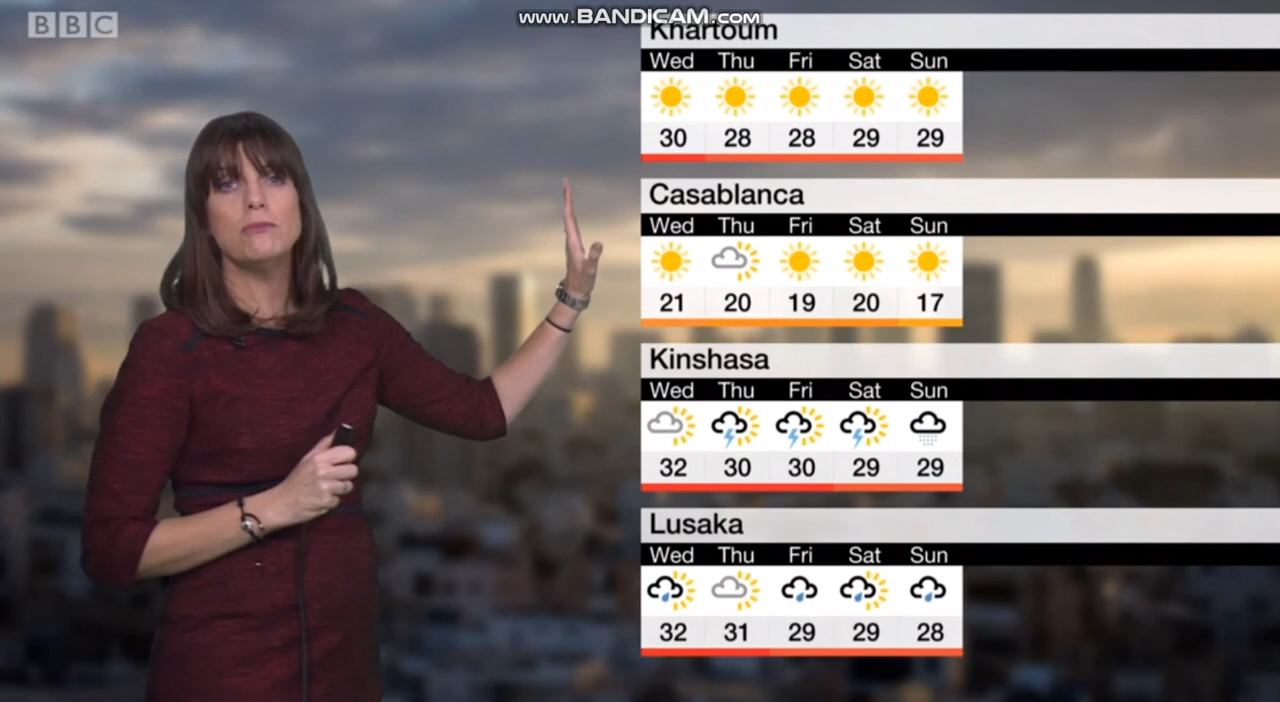 BBC
www.BANDICAM.com
Khartoum
Wed Thu Fri Sat Sun
30 28 28 29 29
Casablanca
Wed Thu Fri Sat Sun
21 20 19 20 17
Kinshasa
Wed Thu Fri Sat Sun
32 30 30 29 29
Lusaka
Wed Thu Fri Sat Sun
32 31 29 29 28